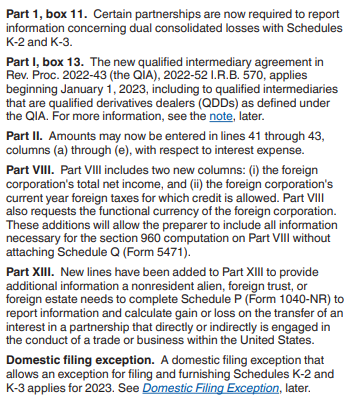 Part 1, box 11. Certain partnerships are now required to report
information concerning dual consolidated losses with Schedules
K-2 and K-3.
Part I, box 13. The new qualified intermediary agreement in
Rev. Proc. 2022-43 (the QIA), 2022-52 I.R.B. 570, applies
beginning January 1, 2023, including to qualified intermediaries
that are qualified derivatives dealers (QDDs) as defined under
the QIA. For more information, see the note, later.
Part II. Amounts may now be entered in lines 41 through 43,
columns (a) through (e), with respect to interest expense.
Part VIII. Part VIII includes two new columns: (i) the foreign
corporation's total net income, and (ii) the foreign corporation's
current year foreign taxes for which credit is allowed. Part VIII
also requests the functional currency of the foreign corporation.
These additions will allow the preparer to include all information
necessary for the section 960 computation on Part VIII without
attaching Schedule Q (Form 5471).
Part XIII. New lines have been added to Part XIII to provide
additional information a nonresident alien, foreign trust, or
foreign estate needs to complete Schedule P (Form 1040-NR) to
report information and calculate gain or loss on the transfer of an
interest in a partnership that directly or indirectly is engaged in
the conduct of a trade or business within the United States.
Domestic filing exception. A domestic filing exception that
allows an exception for filing and furnishing Schedules K-2 and
K-3 applies for 2023. See Domestic Filing Exception, later.